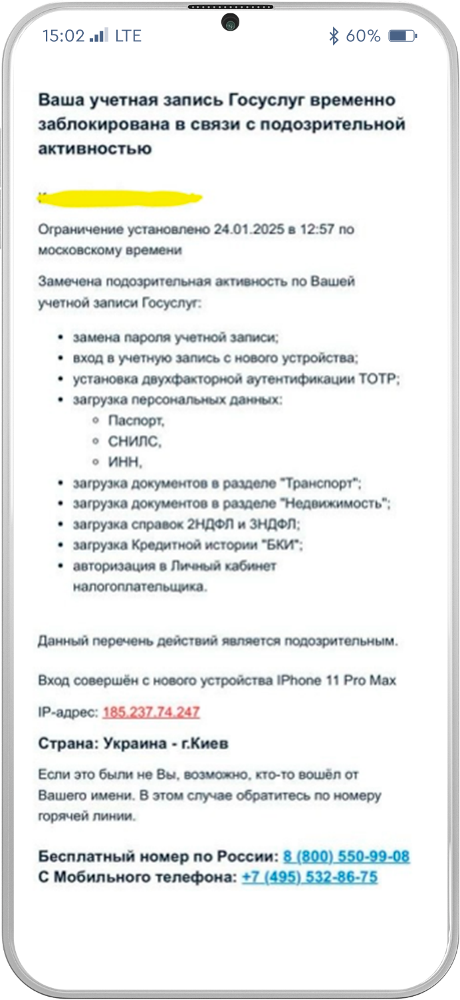 15:02 LTE 60%
Ваша учетная запись Госуслуг временно
заблокирована в связи с подозрительной
активностью
Ограничение установлено 24.01.2025 в 12:57 по
московскому времени
Замечена подозрительная активность по Вашей
учетной записи Госуслуг:
• замена пароля учетной записи;
• вход в учетную запись с нового устройства;
• установка двухфакторной аутентификации ТОТР;
• загрузка персональных данных:
◦ Паспорт,
◦ СНИЛС,
◦ ИНН,
• загрузка документов в разделе "Транспорт";
• загрузка документов в разделе "Недвижимость";
• загрузка справок 2НДФЛ и 3НДФЛ;
• загрузка Кредитной истории "БКИ";
• авторизация в Личный кабинет
налогоплательщика.
Данный перечень действий является подозрительным.
Вход совершён с нового устройства IPhone 11 Pro Max
IP-адрес: 185.237.74.247
Страна: Украина - г.Киев
Если это были не Вы, возможно, кто-то вошёл от
Вашего имени. В этом случае обратитесь по номеру
горячей линии.
Бесплатный номер по России: 8 (800) 550-99-08
С Мобильного телефона: +7 (495) 532-86-75